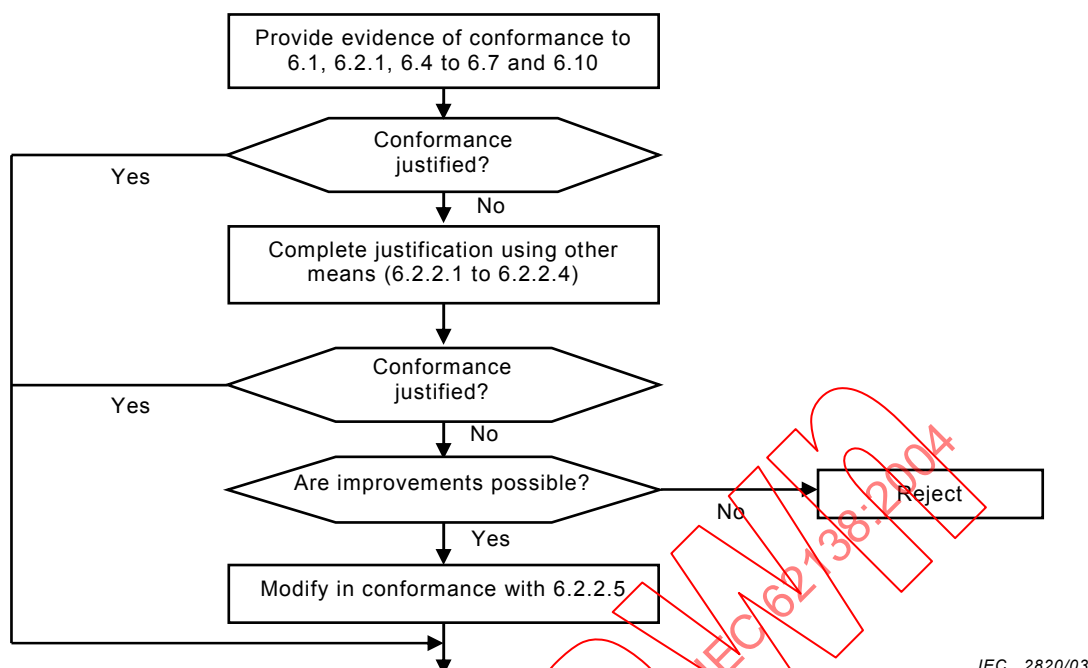 Provide evidence of conformance to
6.1, 6.2.1, 6.4 to 6.7 and 6.10
Conformance
justified?
Yes
No
Complete justification using other
means (6.2.2.1 to 6.2.2.4)
Conformance
justified?
Yes
No
Are improvements possible?
No
Reject
Yes
Modify in conformance with 6.2.2.5
IEC 62138:2004
IEC 2820/03